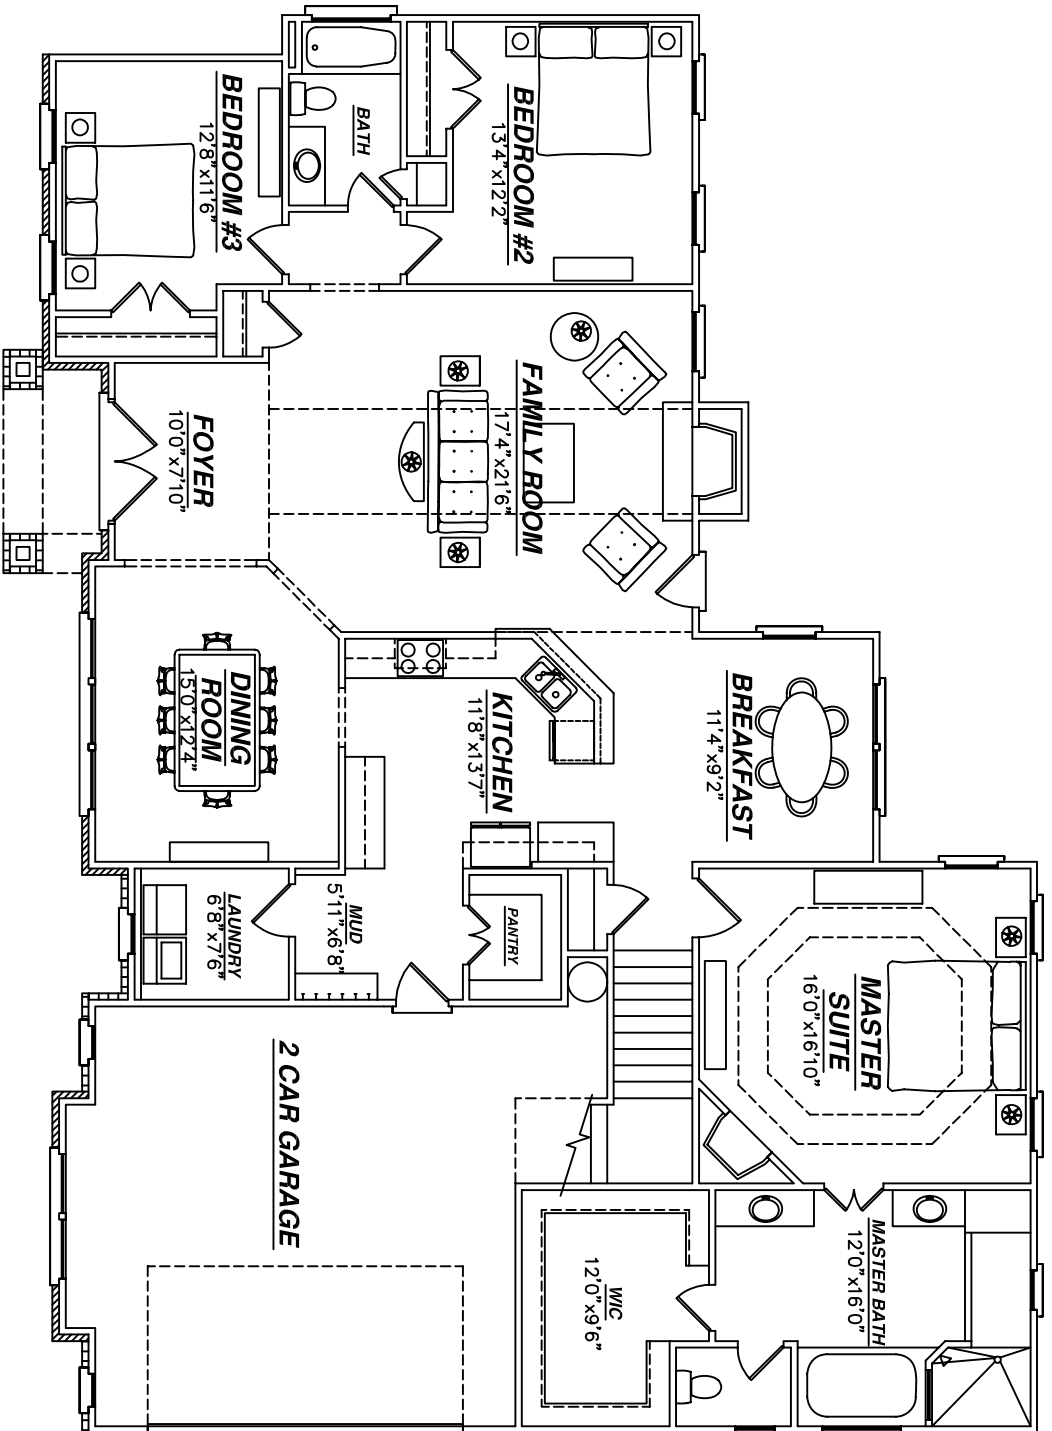 BEDROOM #2
13'4"x12'2"
BATH
BEDROOM #3
12'8"x11'6"
FAMILY ROOM
17'4"x21'6"
FOYER
10'0"x7'10"
BREAKFAST
11'4"x9'2"
KITCHEN
11'8"x13'7"
DINING
ROOM
15'0"x12'4"
MASTER
SUITE
16'0"x16'10"
PANTRY
MUD
5'11"x6'8"
LAUNDRY
6'8"x7'6"
2 CAR GARAGE
MASTER BATH
12'0"x16'0"
WIC
12'0"x9'6"